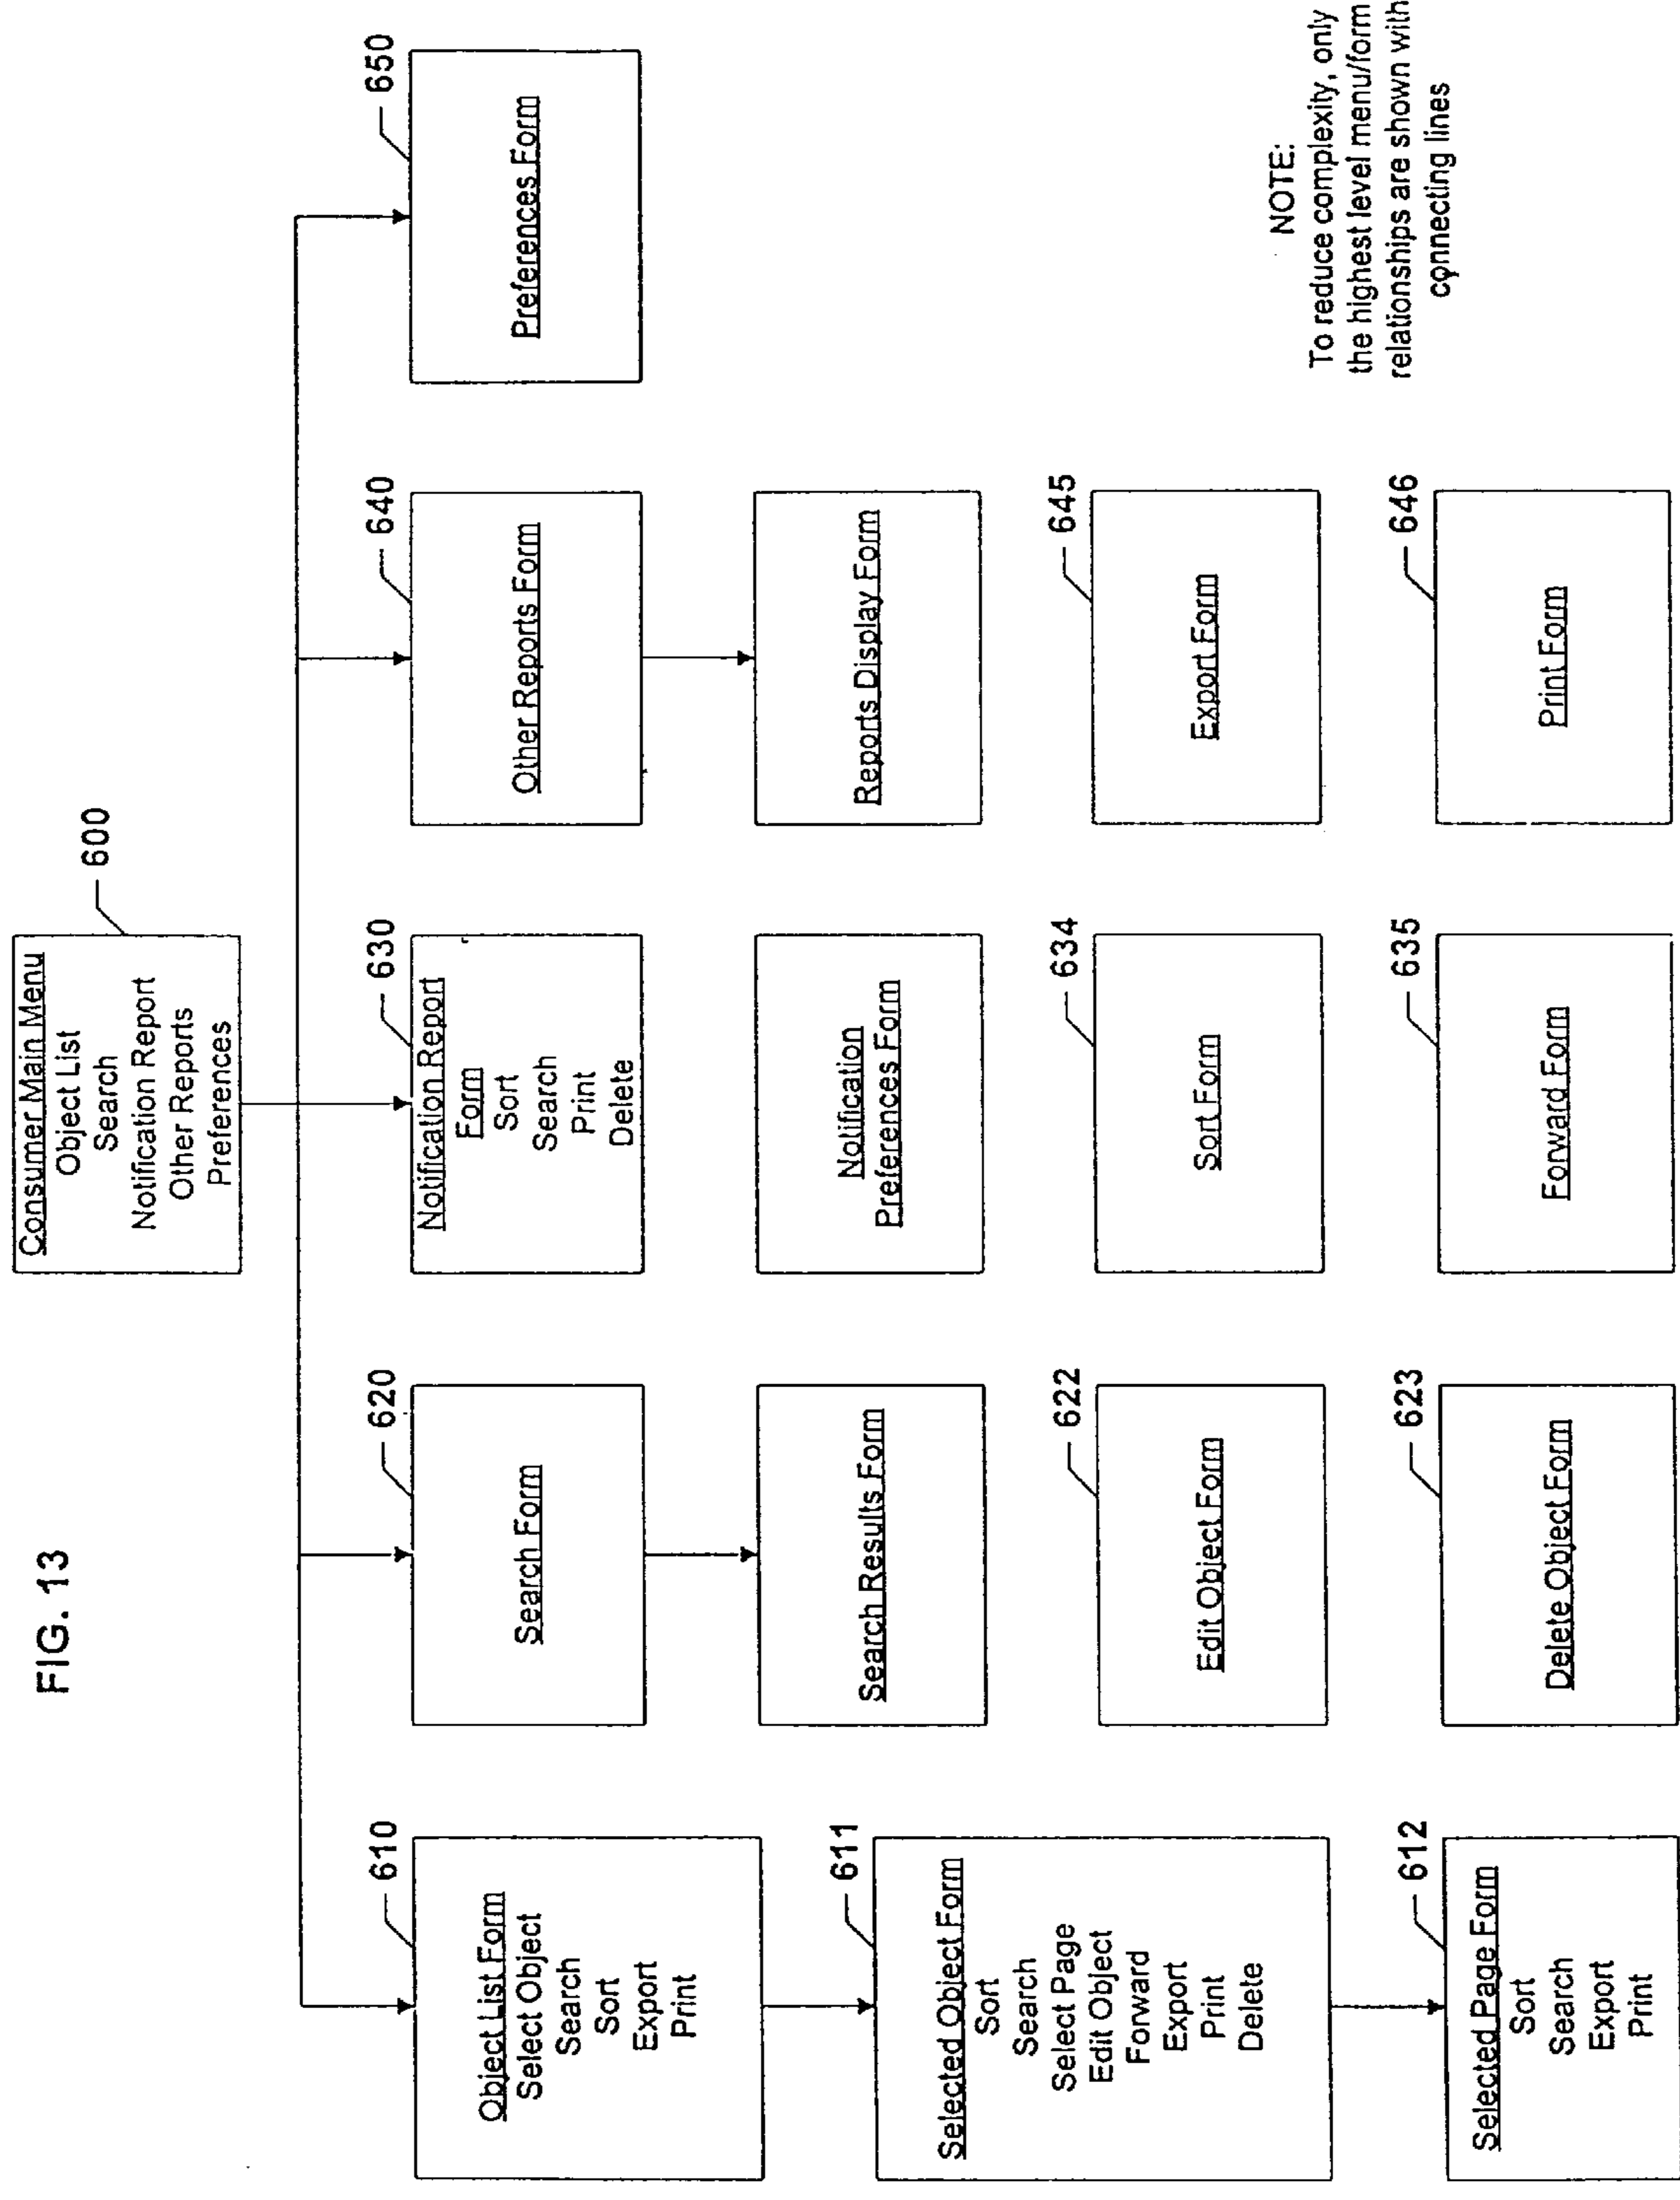 FIG. 13
Consumer Main Menu
Object List
Search
Notification Report
Other Reports
Preferences
600
610
Object List Form
Select Object
Search
Sort
Export
Print
620
Search Form
630
Notification Report
Form
Sort
Search
Print
Delete
640
Other Reports Form
650
Preferences Form
611
Selected Object Form
Sort
Search
Select Page
Edit Object
Forward
Export
Print
Delete
Search Results Form
Notification
Preferences Form
Reports Display Form
622
Edit Object Form
634
Sort Form
645
Export Form
612
Selected Page Form
Sort
Search
Export
Print
623
Delete Object Form
635
Forward Form
646
Print Form
NOTE:
To reduce complexity, only
the highest level menu/form
relationships are shown with
connecting lines